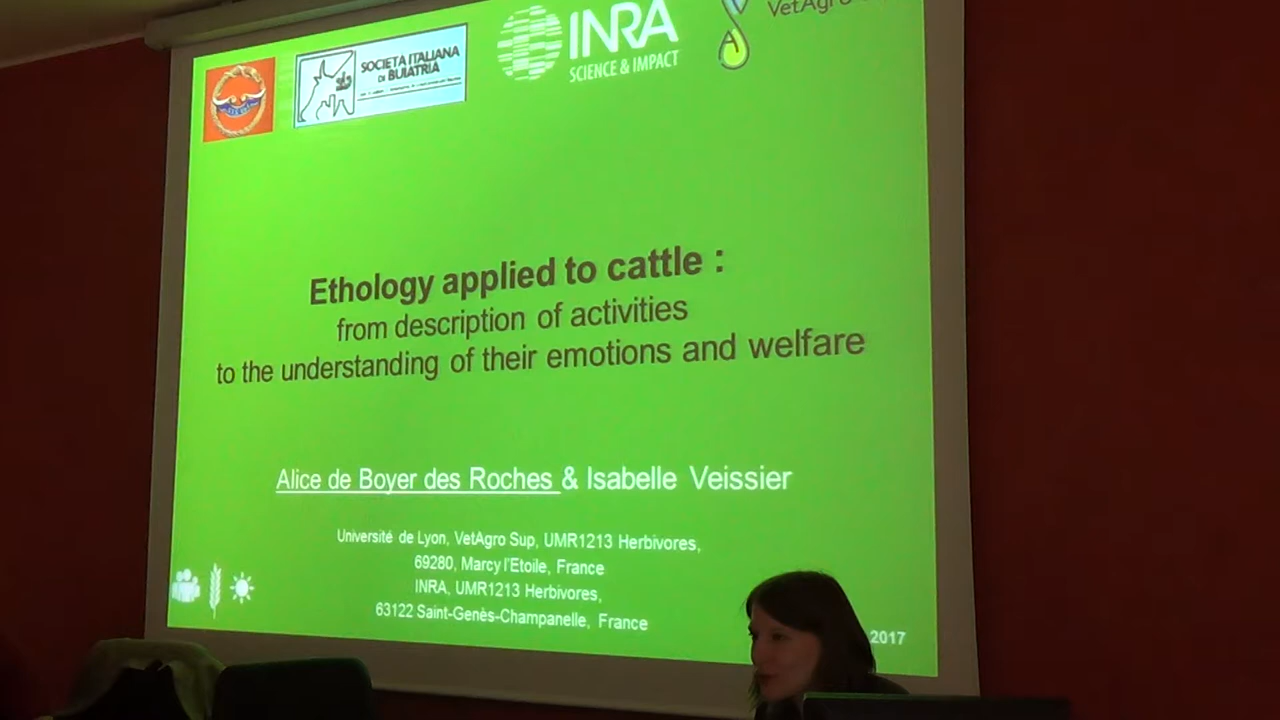 SOCIETA ITALIANA
DI BUIATRIA
INRA
SCIENCE & IMPACT
VetAgro
Ethology applied to cattle :
from description of activities
to the understanding of their emotions and welfare
Alice de Boyer des Roches & Isabelle Veissier
Université de Lyon, VetAgro Sup, UMR1213 Herbivores,
69280, Marcy l'Etoile, France
INRA, UMR1213 Herbivores,
63122 Saint-Genès-Champanelle, France
2017